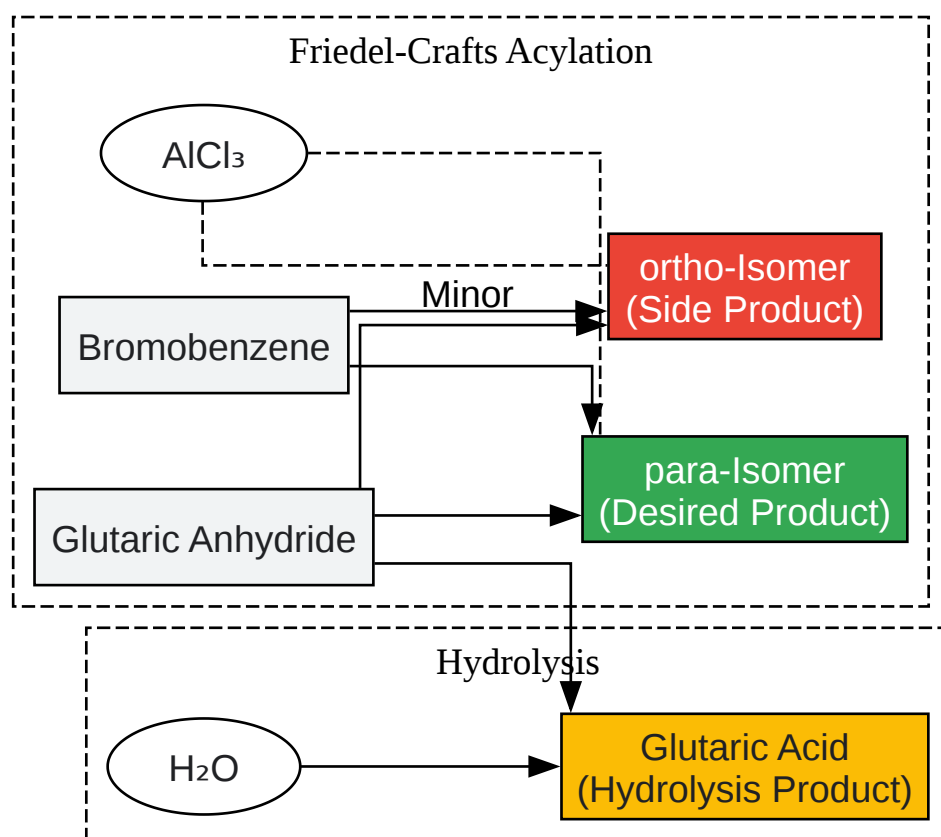 Friedel-Crafts Acylation
AlCl₃
ortho-Isomer
(Side Product)
Minor
Bromobenzene
para-Isomer
(Desired Product)
Glutaric Anhydride
Hydrolysis
H₂O
Glutaric Acid
(Hydrolysis Product)